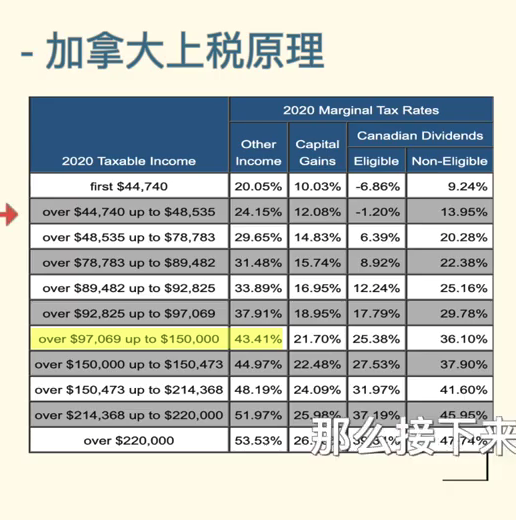 - 加拿大上税原理
2020 Marginal Tax Rates
2020 Taxable Income Other Income Capital Gains Canadian Dividends
Eligible Non-Eligible
first $44,740 20.05% 10.03% -6.86% 9.24%
over $44,740 up to $48,535 24.15% 12.08% -1.20% 13.95%
over $48,535 up to $78,783 29.65% 14.83% 6.39% 20.28%
over $78,783 up to $89,482 31.48% 15.74% 8.92% 22.38%
over $89,482 up to $92,825 33.89% 16.95% 12.24% 25.16%
over $92,825 up to $97,069 37.91% 18.95% 17.79% 29.78%
over $97,069 up to $150,000 43.41% 21.70% 25.38% 36.10%
over $150,000 up to $150,473 44.97% 22.48% 27.53% 37.90%
over $150,473 up to $214,368 48.19% 24.09% 31.97% 41.60%
over $214,368 up to $220,000 51.97% 25.98% 37.19% 45.95%
over $220,000 53.53% 47.74%
那么接下来